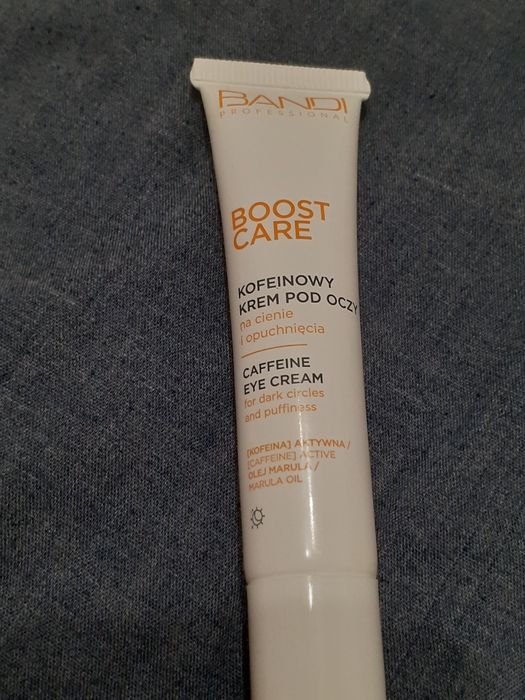 BANDI
PROFESSIONAL
BOOST
CARE
KOFEINOWY
KREM POD OCZY
na cienie
i opuchnięcia
CAFFEINE
EYE CREAM
for dark circles
and puffiness
[KOFEINA] AKTYWNA /
[CAFFEINE] ACTIVE
OLEJ MARULA /
MARULA OIL